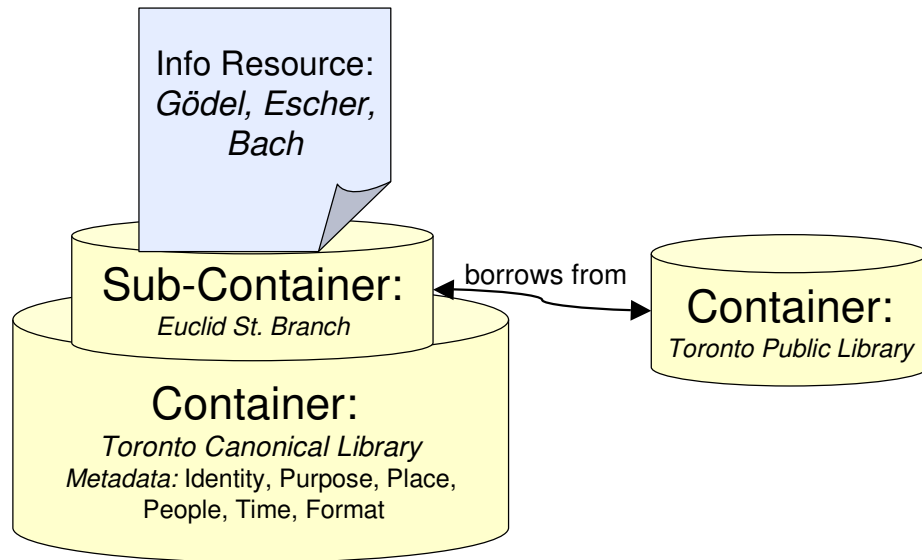 Info Resource:
Gödel, Escher,
Bach
Sub-Container:
Euclid St. Branch
borrows from
Container:
Toronto Public Library
Container:
Toronto Canonical Library
Metadata: Identity, Purpose, Place,
People, Time, Format